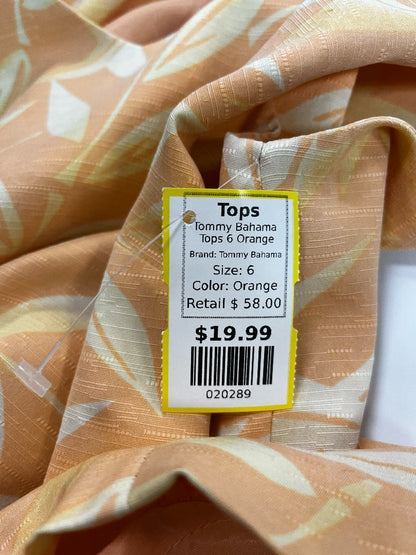 Tops
Tommy Bahama
Tops 6 Orange
Brand: Tommy Bahama
Size: 6
Color: Orange
Retail $ 58.00
$19.99
020289